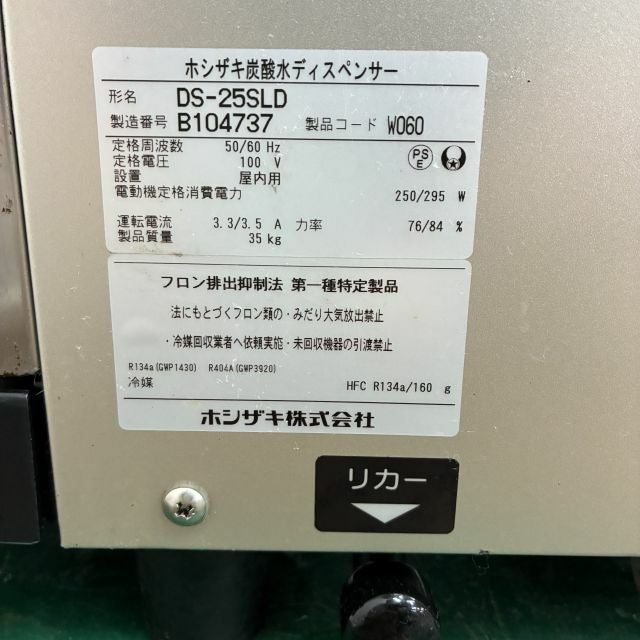 ホシザキ炭酸水ディスペンサー
形名 DS-25SLD
製造番号 B104737 製品コード W060
定格周波数 50/60 Hz
PS E
定格電圧 100 V
設置 屋内用
電動機定格消費電力 250/295 W
運転電流 3.3/3.5 A 力率 76/84 %
製品質量 35 kg
フロン排出抑制法 第一種特定製品
法にもとづくフロン類の・みだり大気放出禁止
・冷媒回収業者へ依頼実施・未回収機器の引渡禁止
R134a(GWP1430) R404A(GWP3920)
冷媒 HFC R134a/160 g
ホシザキ株式会社
リカー